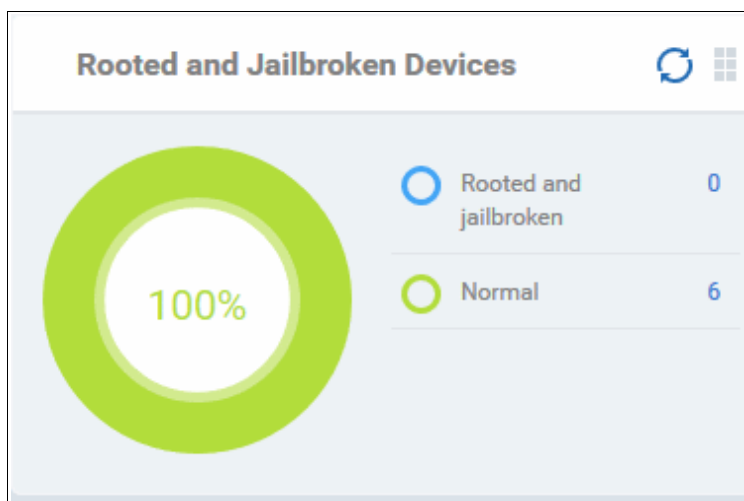 Rooted and Jailbroken Devices
100%
Rooted and 0
jailbroken
Normal 6